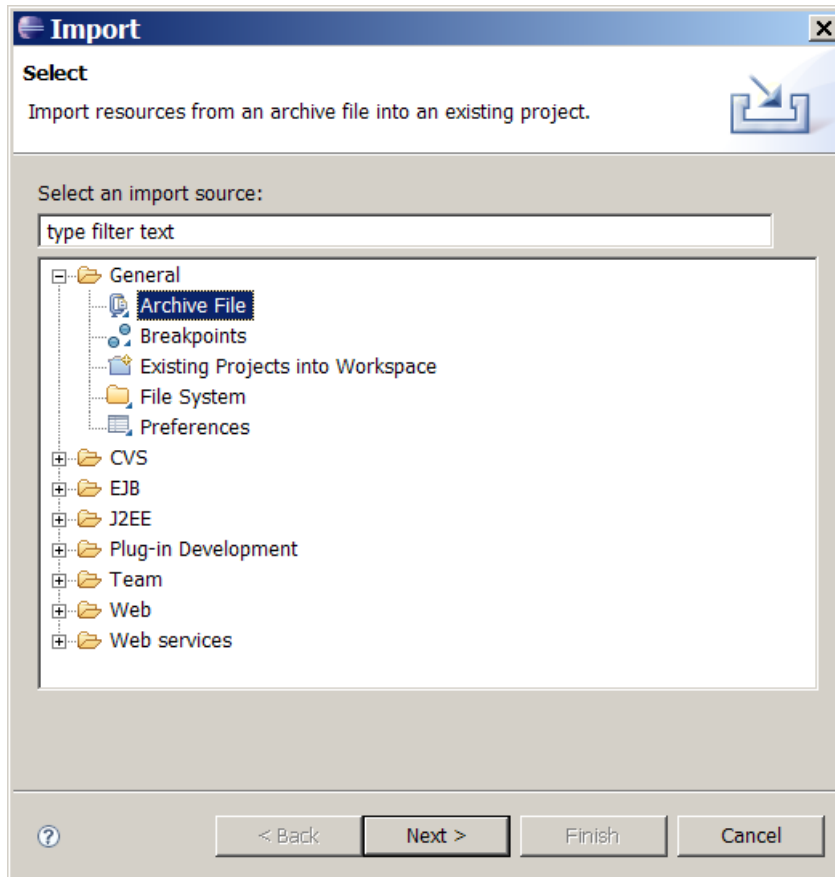 Import
Select
Import resources from an archive file into an existing project.
Select an import source:
type filter text
General
Archive File
Breakpoints
Existing Projects into Workspace
File System
Preferences
CVS
EJB
J2EE
Plug-in Development
Team
Web
Web services
< Back Next > Finish Cancel